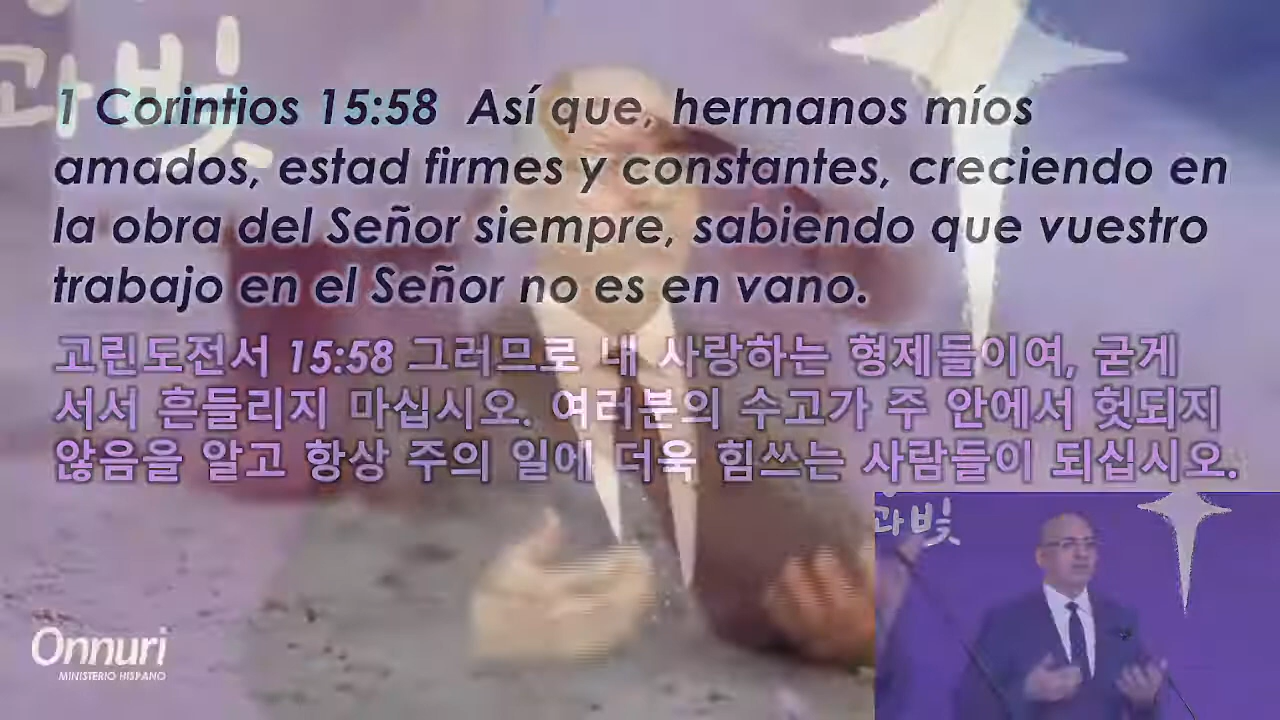 과 빛
1 Corintios 15:58 Así que, hermanos míos
amados, estad firmes y constantes, creciendo en
la obra del Señor siempre, sabiendo que vuestro
trabajo en el Señor no es en vano.
고린도전서 15:58 그러므로 내 사랑하는 형제들이여, 굳게
서서 흔들리지 마십시오. 여러분의 수고가 주 안에서 헛되지
않음을 알고 항상 주의 일에 더욱 힘쓰는 사람들이 되십시오.
과 빛
Onnuri
MINISTERIO HISPANO